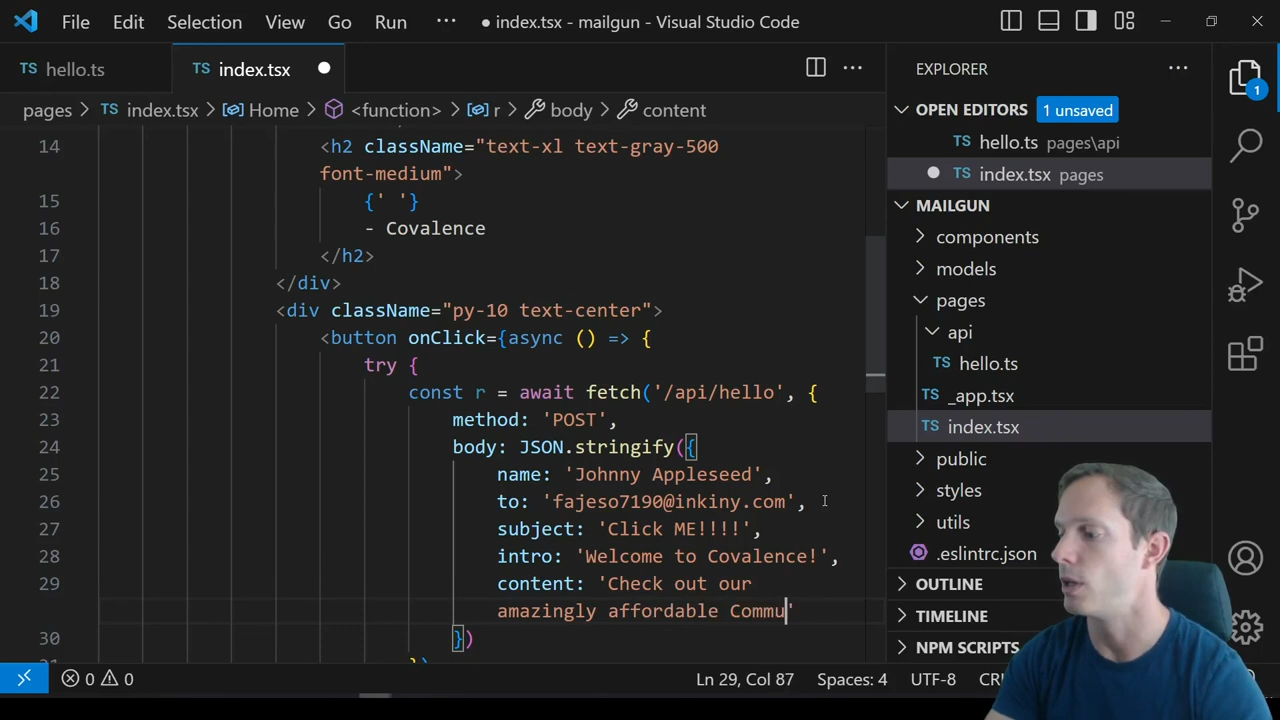 File Edit Selection View Go Run ··· ● index.tsx - mailgun - Visual Studio Code
TS hello.ts TS index.tsx ●
pages > TS index.tsx > Home > <function> > r > body > content
14 <h2 className="text-xl text-gray-500
font-medium">
15 {' '}
16 - Covalence
17 </h2>
18 </div>
19 <div className="py-10 text-center">
20 <button onClick={async () => {
21 try {
22 const r = await fetch('/api/hello', {
23 method: 'POST',
24 body: JSON.stringify({
25 name: 'Johnny Appleseed',
26 to: 'fajeso7190@inkiny.com',
27 subject: 'Click ME!!!!',
28 intro: 'Welcome to Covalence!',
29 content: 'Check out our
amazingly affordable Commu'
30 })
EXPLORER
OPEN EDITORS 1 unsaved
TS hello.ts pages\api
● TS index.tsx pages
MAILGUN
components
models
pages
api
TS hello.ts
TS _app.tsx
TS index.tsx
public
styles
utils
.eslintrc.json
OUTLINE
TIMELINE
NPM SCRIPTS
1
0 0 Ln 29, Col 87 Spaces: 4 UTF-8